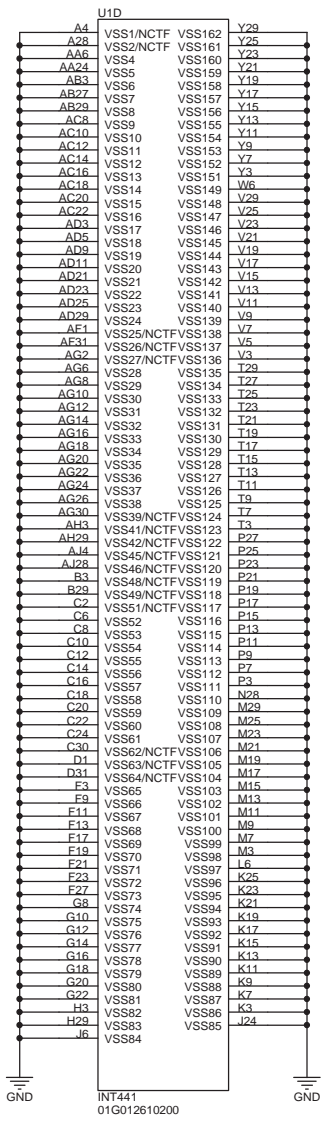 U1D
A4 VSS1/NCTF VSS162 Y29
A28 VSS2/NCTF VSS161 Y25
AA6 VSS4 VSS160 Y23
AA24 VSS5 VSS159 Y21
AB3 VSS6 VSS158 Y19
AB27 VSS7 VSS157 Y17
AB29 VSS8 VSS156 Y15
AC8 VSS9 VSS155 Y13
AC10 VSS10 VSS154 Y11
AC12 VSS11 VSS153 Y9
AC14 VSS12 VSS152 Y7
AC16 VSS13 VSS151 Y3
AC18 VSS14 VSS149 W6
AC20 VSS15 VSS148 V29
AC22 VSS16 VSS147 V25
AD3 VSS17 VSS146 V23
AD5 VSS18 VSS145 V21
AD9 VSS19 VSS144 V19
AD11 VSS20 VSS143 V17
AD21 VSS21 VSS142 V15
AD23 VSS22 VSS141 V13
AD25 VSS23 VSS140 V11
AD29 VSS24 VSS139 V9
AF1 VSS25/NCTF VSS138 V7
AF31 VSS26/NCTF VSS137 V5
AG2 VSS27/NCTF VSS136 V3
AG6 VSS28 VSS135 T29
AG8 VSS29 VSS134 T27
AG10 VSS30 VSS133 T25
AG12 VSS31 VSS132 T23
AG14 VSS32 VSS131 T21
AG16 VSS33 VSS130 T19
AG18 VSS34 VSS129 T17
AG20 VSS35 VSS128 T15
AG22 VSS36 VSS127 T13
AG24 VSS37 VSS126 T11
AG26 VSS38 VSS125 T9
AG30 VSS39/NCTF VSS124 T7
AH3 VSS41/NCTF VSS123 T3
AH29 VSS42/NCTF VSS122 P27
AJ4 VSS45/NCTF VSS121 P25
AJ28 VSS46/NCTF VSS120 P23
B3 VSS48/NCTF VSS119 P21
B29 VSS49/NCTF VSS118 P19
C2 VSS51/NCTF VSS117 P17
C6 VSS52 VSS116 P15
C8 VSS53 VSS115 P13
C10 VSS54 VSS114 P11
C12 VSS55 VSS113 P9
C14 VSS56 VSS112 P7
C16 VSS57 VSS111 P3
C18 VSS58 VSS110 N28
C20 VSS59 VSS109 M29
C22 VSS60 VSS108 M25
C24 VSS61 VSS107 M23
C30 VSS62/NCTF VSS106 M21
D1 VSS63/NCTF VSS105 M19
D31 VSS64/NCTF VSS104 M17
F3 VSS65 VSS103 M15
F9 VSS66 VSS102 M13
F11 VSS67 VSS101 M11
F13 VSS68 VSS100 M9
F17 VSS69 VSS99 M7
F19 VSS70 VSS98 M3
F21 VSS71 VSS97 L6
F23 VSS72 VSS96 K25
F27 VSS73 VSS95 K23
G8 VSS74 VSS94 K21
G10 VSS75 VSS93 K19
G12 VSS76 VSS92 K17
G14 VSS77 VSS91 K15
G16 VSS78 VSS90 K13
G18 VSS79 VSS89 K11
G20 VSS80 VSS88 K9
G22 VSS81 VSS87 K7
H3 VSS82 VSS86 K3
H29 VSS83 VSS85 J24
J6 VSS84
GND INT441 GND
01G012610200